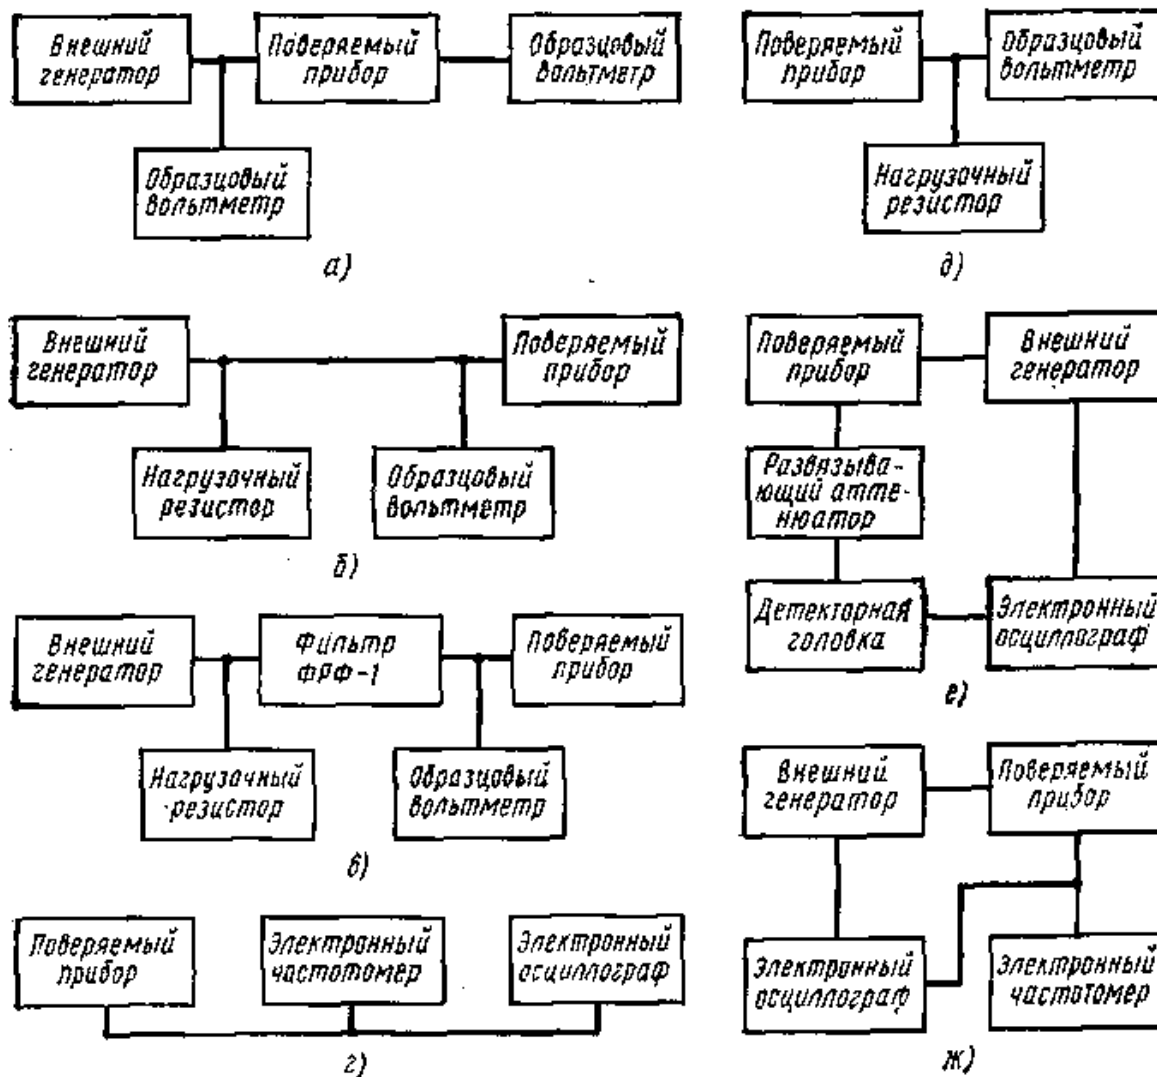 Внешний
генератор
Поверяемый
прибор
Образцовый
вольтметр
Образцовый
вольтметр
а)
Внешний
генератор
Поверяемый
прибор
Нагрузочный
резистор
Образцовый
вольтметр
б)
Внешний
генератор
Фильтр
ФРФ-1
Поверяемый
прибор
Нагрузочный
резистор
Образцовый
вольтметр
в)
Поверяемый
прибор
Электронный
частотомер
Электронный
осциллограф
г)
Поверяемый
прибор
Образцовый
вольтметр
Нагрузочный
резистор
д)
Поверяемый
прибор
Внешний
генератор
Развязыва-
ющий атте-
нюатор
Детекторная
головка
Электронный
осциллограф
е)
Внешний
генератор
Поверяемый
прибор
Электронный
осциллограф
Электронный
частотомер
ж)